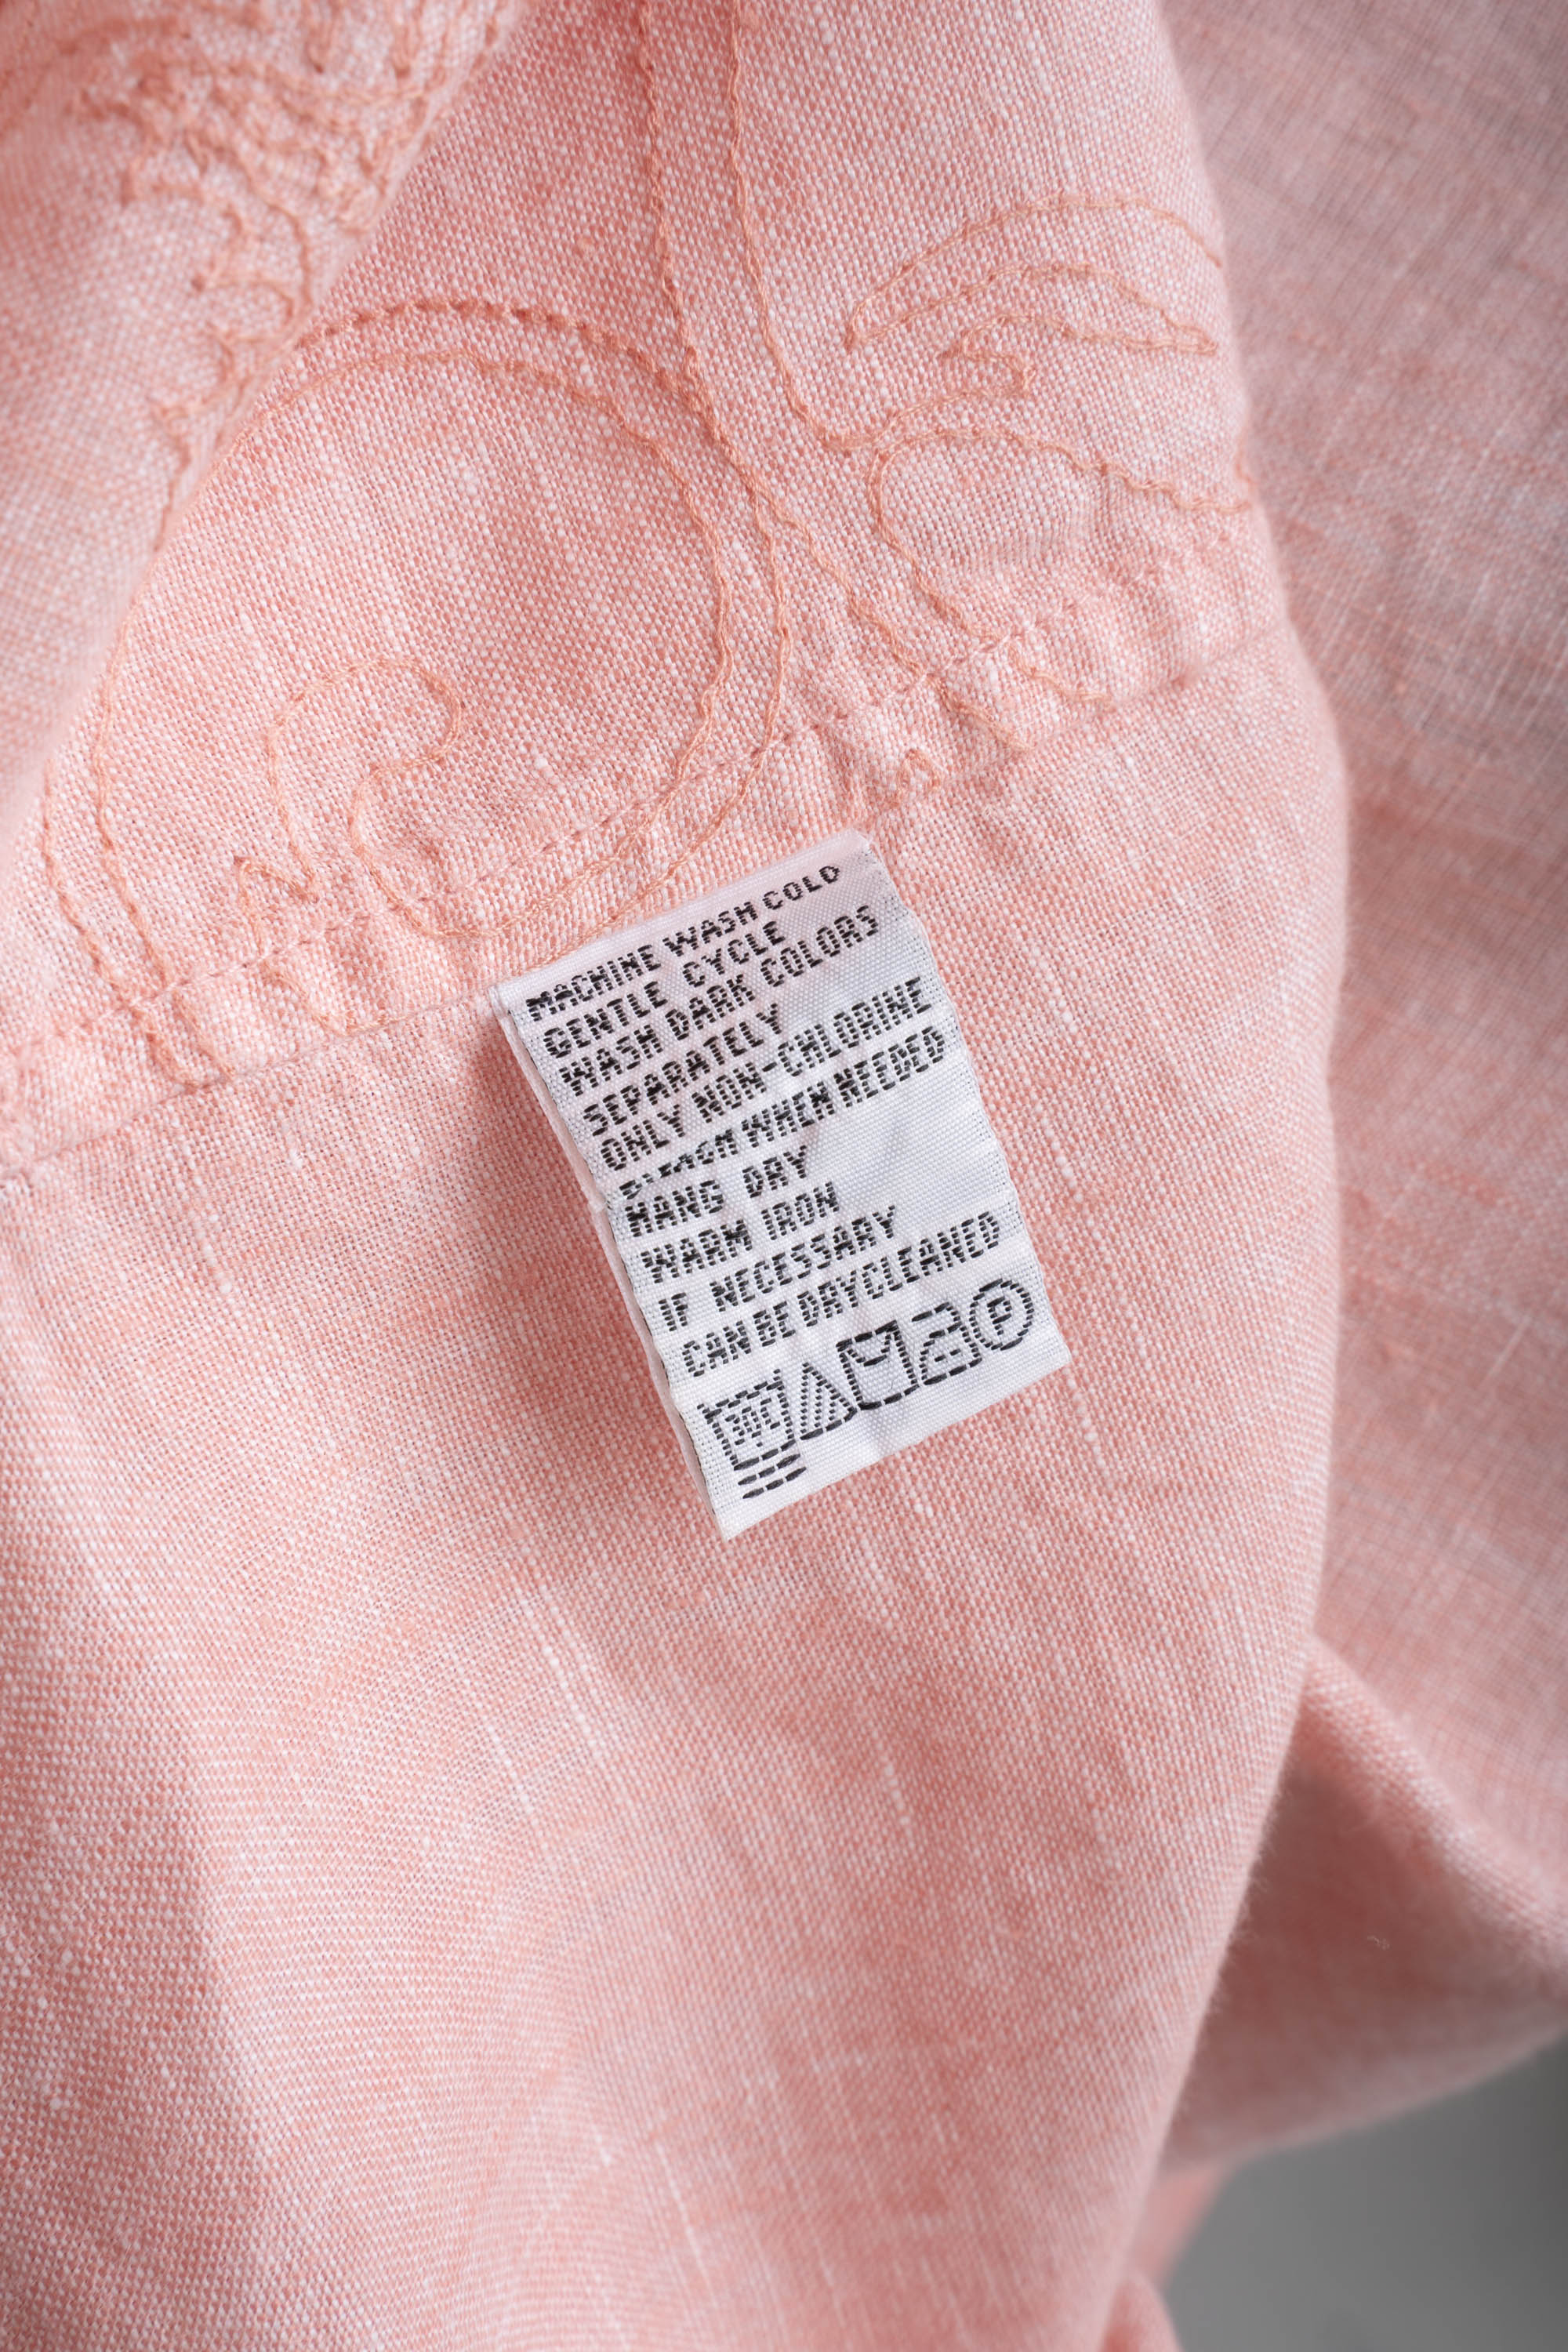 MACHINE WASH COLD
GENTLE CYCLE
WASH DARK COLORS
SEPARATELY
ONLY NON-CHLORINE
BLEACH WHEN NEEDED
HANG DRY
WARM IRON
IF NECESSARY
CAN BE DRYCLEANED
30C P